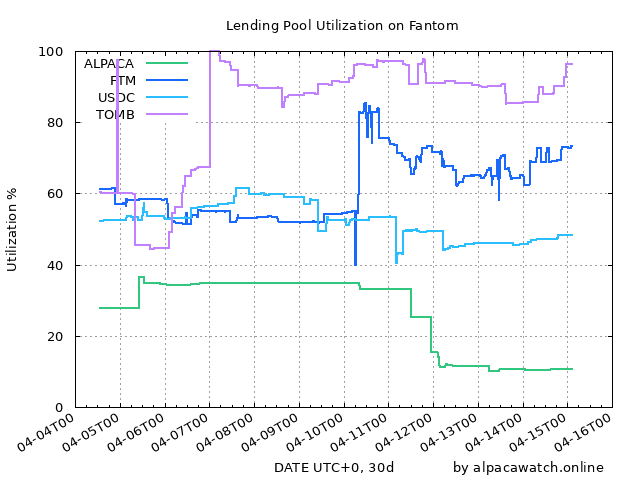 Lending Pool Utilization on Fantom
100
80
60
40
20
0
Utilization %
ALPACA
FTM
USDC
TOMB
04-04T00
04-05T00
04-06T00
04-07T00
04-08T00
04-09T00
04-10T00
04-11T00
04-12T00
04-13T00
04-14T00
04-15T00
04-16T00
DATE UTC+0, 30d
by alpacawatch.online